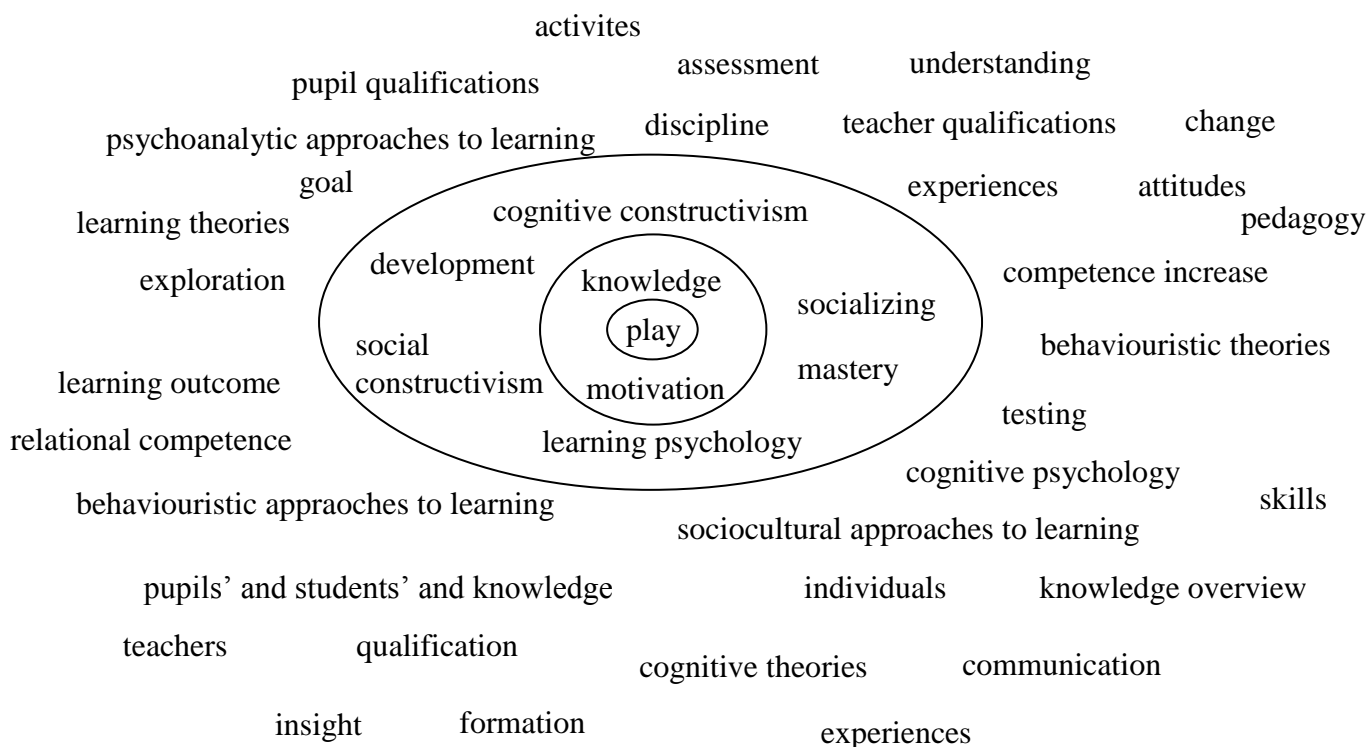 activites
assessment
understanding
pupil qualifications
discipline
teacher qualifications
change
psychoanalytic approaches to learning
goal
experiences
attitudes
cognitive constructivism
learning theories
pedagogy
development
competence increase
exploration
knowledge
socializing
play
social
constructivism
behaviouristic theories
mastery
learning outcome
motivation
testing
relational competence
learning psychology
cognitive psychology
behaviouristic appraoches to learning
skills
sociocultural approaches to learning
pupils’ and students’ and knowledge
individuals
knowledge overview
teachers
qualification
cognitive theories
communication
insight
formation
experiences